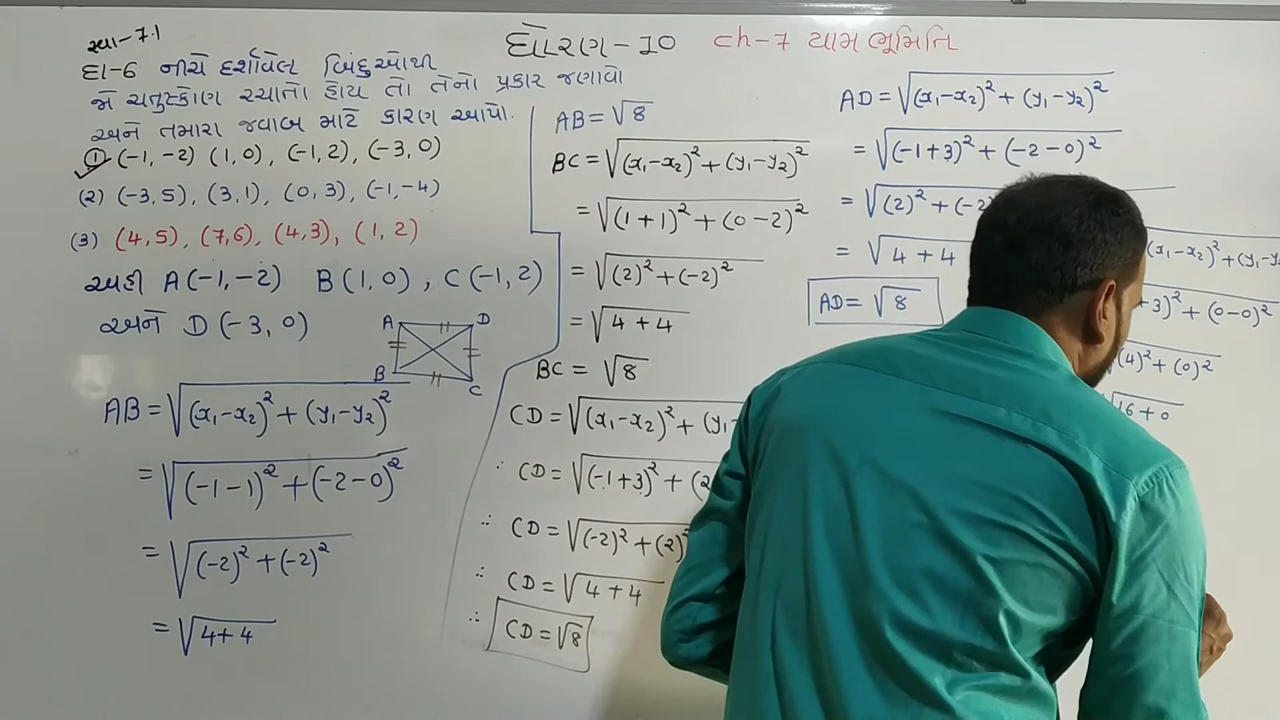 સ્વા-7.1
ધોરણ-10 Ch-7 યામ ભૂમિતિ
દા-6 નીચે દર્શાવેલ બિંદુઓથી
જો ચતુષ્કોણ રચાતો હોય તો તેનો પ્રકાર જણાવો
અને તમારા જવાબ માટે કારણ આપો.
① (-1,-2) (1,0), (-1,2), (-3,0)
(2) (-3,5), (3,1), (0,3), (-1,-4)
(3) (4,5), (7,6), (4,3), (1,2)
અહીં A(-1,-2) B(1,0), C(-1,2)
અને D(-3,0)
A D
B C
AB = √(x₁-x₂)² + (y₁-y₂)²
= √(-1-1)² + (-2-0)²
= √(-2)² + (-2)²
= √4+4
AB = √8
BC = √(x₁-x₂)² + (y₁-y₂)²
= √(1+1)² + (0-2)²
= √(2)² + (-2)²
= √4+4
BC = √8
CD = √(x₁-x₂)² + (y₁-
∴ CD = √(-1+3)² + (2
∴ CD = √(-2)² + (2)²
∴ CD = √4+4
∴ CD = √8
AD = √(x₁-x₂)² + (y₁-y₂)²
= √(-1+3)² + (-2-0)²
= √(2)² + (-2)
= √4+4
AD = √8
(x₁-x₂)² + (y₁-y₂
+3)² + (0-0)²
(4)² + (0)²
√16+0